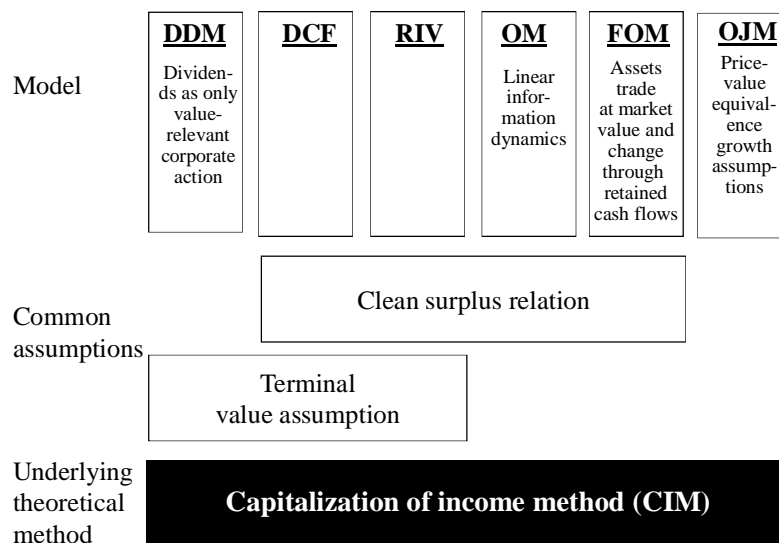 Model
DDM
Dividen-
ds as only
value-
relevant
corporate
action
DCF
RIV
OM
Linear
infor-
mation
dynamics
FOM
Assets
trade
at market
value and
change
through
retained
cash flows
OJM
Price-
value
equival-
ence
growth
assump-
tions
Common
assumptions
Clean surplus relation
Terminal
value assumption
Underlying
theoretical
method
Capitalization of income method (CIM)